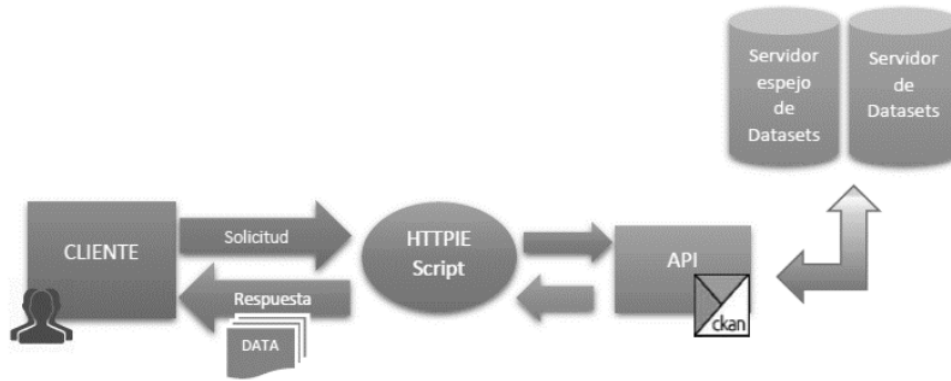 Servidor
espejo
de
Datasets
Servidor
de
Datasets
CLIENTE
Solicitud
Respuesta
DATA
HTTPIE
Script
API
ckan